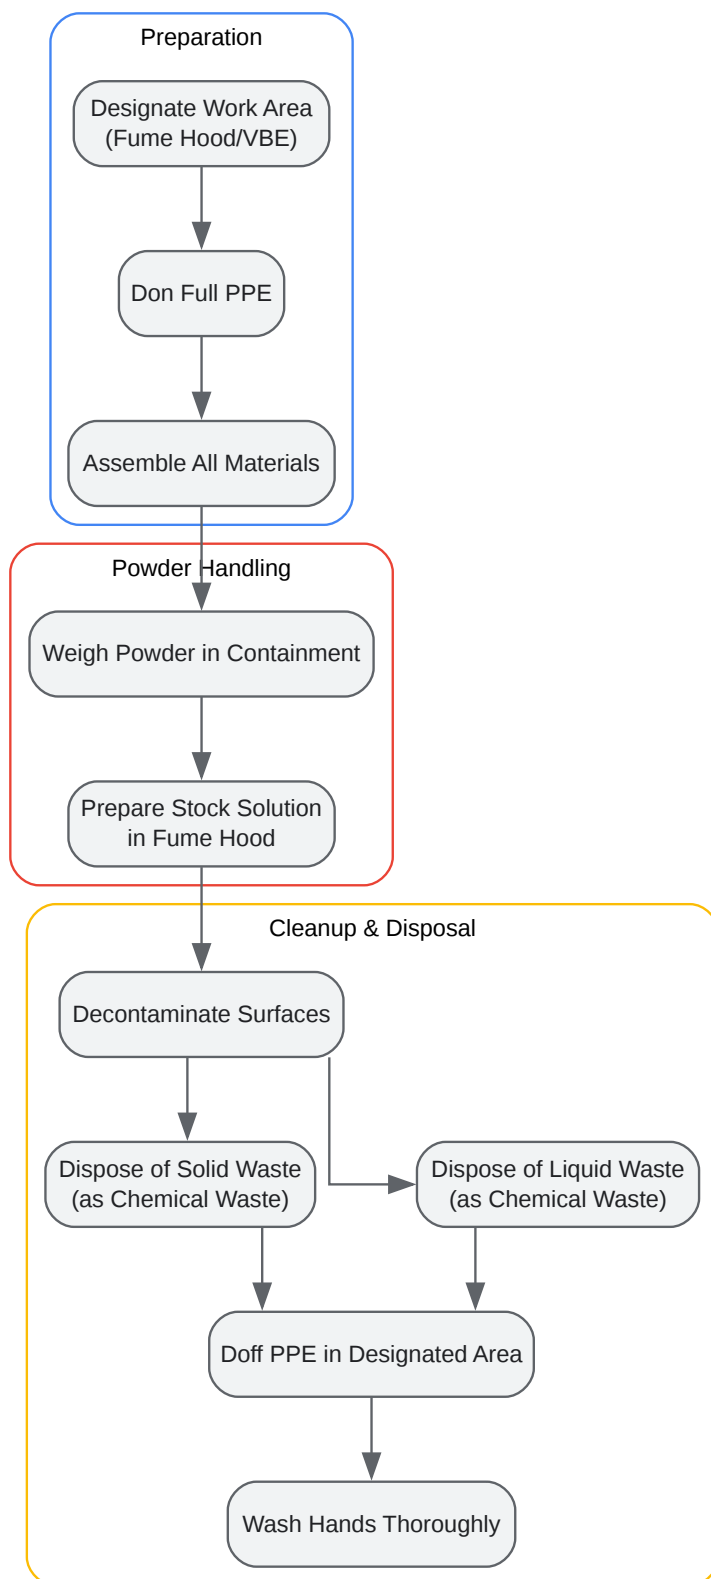 Preparation
Designate Work Area
(Fume Hood/VBE)
Don Full PPE
Assemble All Materials
Powder Handling
Weigh Powder in Containment
Prepare Stock Solution
in Fume Hood
Cleanup & Disposal
Decontaminate Surfaces
Dispose of Solid Waste
(as Chemical Waste)
Dispose of Liquid Waste
(as Chemical Waste)
Doff PPE in Designated Area
Wash Hands Thoroughly